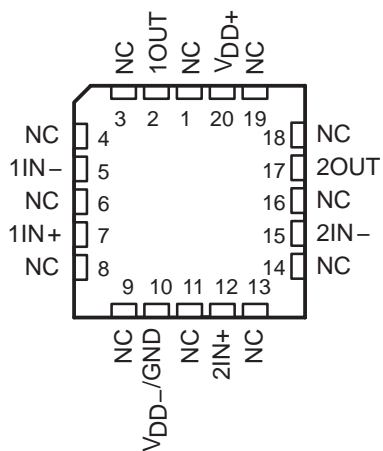 NC
1OUT
NC
VDD+
NC
3
2
1
20
19
NC
4
18
NC
1IN−
5
17
2OUT
NC
6
16
NC
1IN+
7
15
2IN−
NC
8
14
NC
9
10
11
12
13
NC
VDD−/GND
NC
2IN+
NC